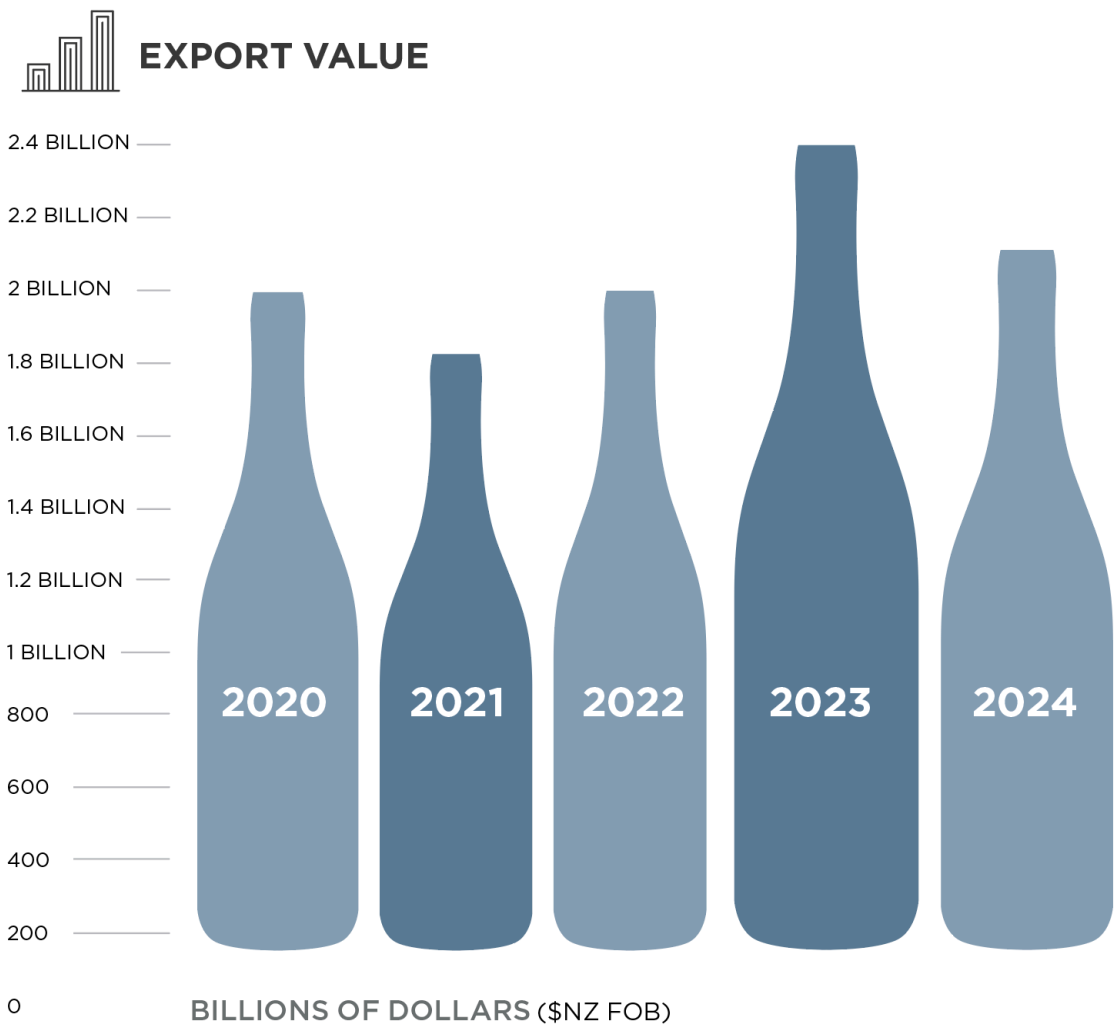 EXPORT VALUE
2.4 BILLION
2.2 BILLION
2 BILLION
1.8 BILLION
1.6 BILLION
1.4 BILLION
1.2 BILLION
1 BILLION
2020 2021 2022 2023 2024
800
600
400
200
0
BILLIONS OF DOLLARS ($NZ FOB)